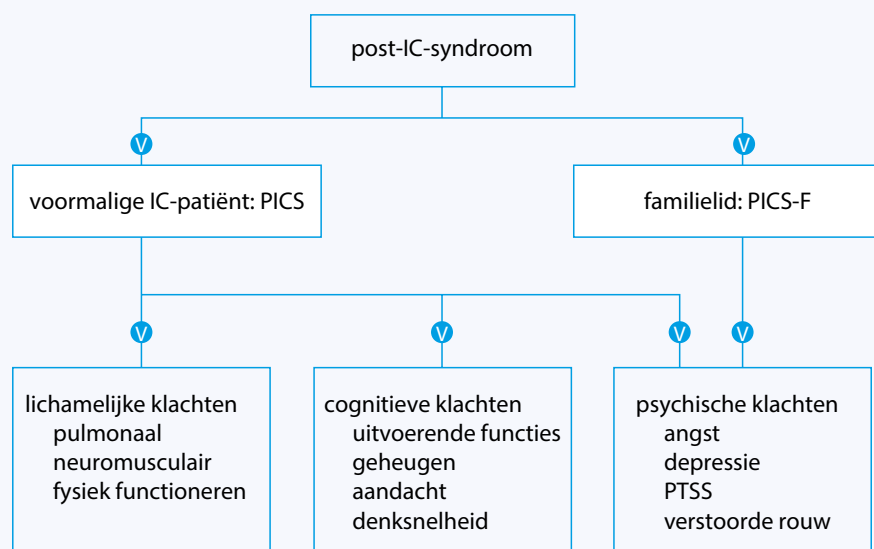 post-IC-syndroom
V
V
voormalige IC-patiënt: PICS
familielid: PICS-F
V
V
V
V
lichamelijke klachten
pulmonaal
neuromusculair
fysiek functioneren
cognitieve klachten
uitvoerende functies
geheugen
aandacht
denksnelheid
psychische klachten
angst
depressie
PTSS
verstoorde rouw